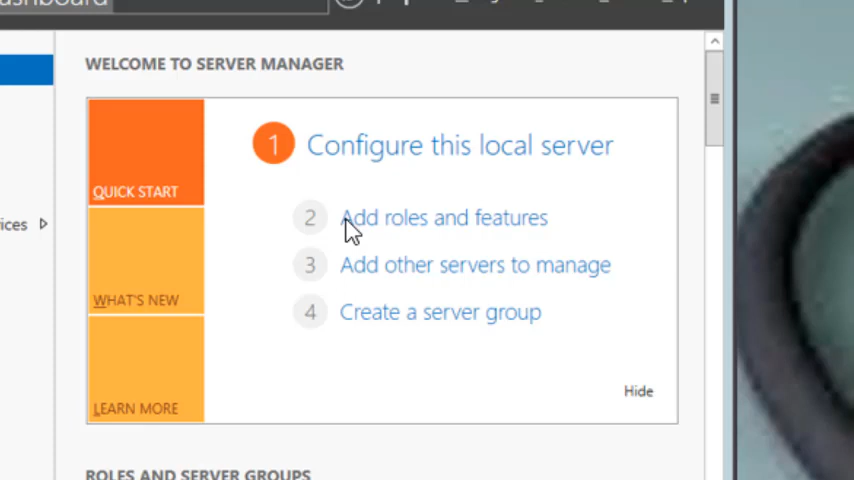 WELCOME TO SERVER MANAGER
QUICK START
WHAT'S NEW
LEARN MORE
1 Configure this local server
2 Add roles and features
3 Add other servers to manage
4 Create a server group
Hide
ROLES AND SERVER GROUPS